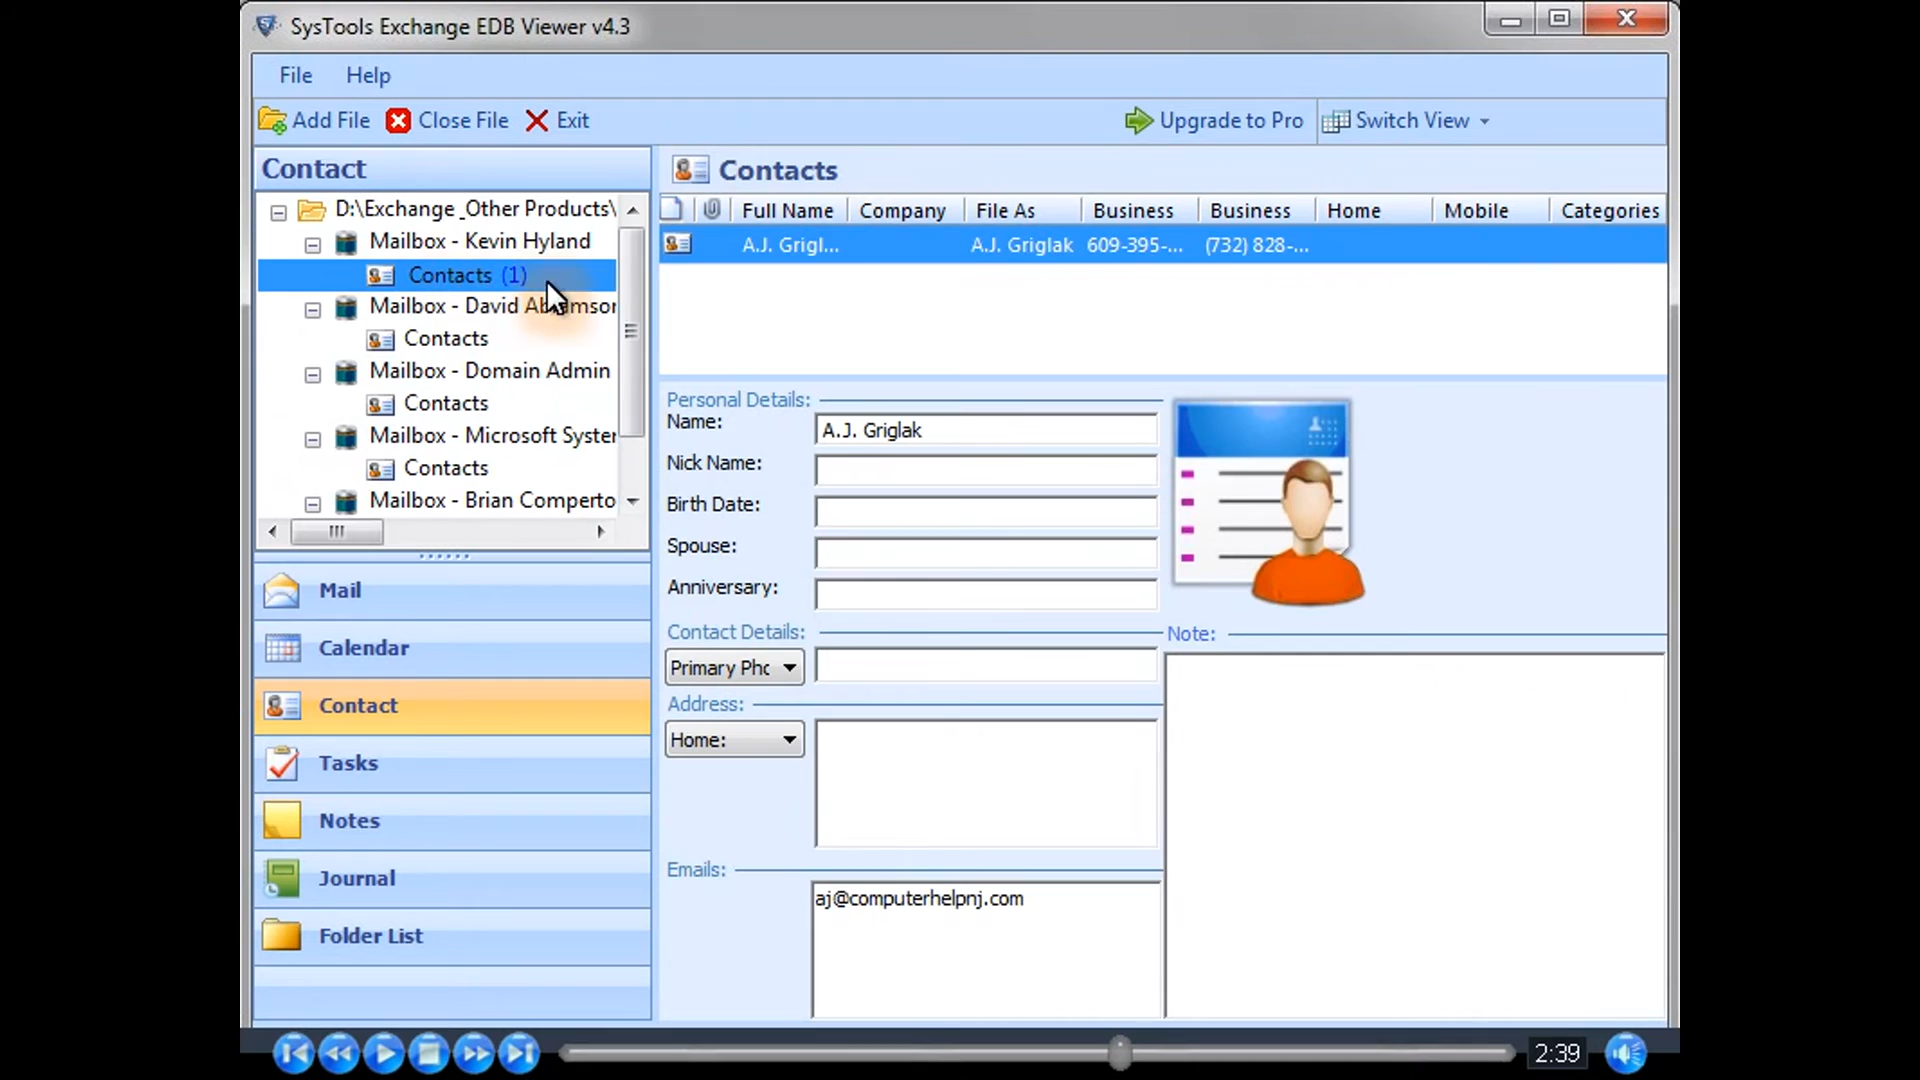 SysTools Exchange EDB Viewer v4.3
File Help
Add File Close File Exit Upgrade to Pro Switch View
Contact
D:\Exchange _Other Products\
Mailbox - Kevin Hyland
Contacts (1)
Mailbox - David Abramson
Contacts
Mailbox - Domain Admin
Contacts
Mailbox - Microsoft System
Contacts
Mailbox - Brian Comperto
Mail
Calendar
Contact
Tasks
Notes
Journal
Folder List
Contacts
Full Name Company File As Business Business Home Mobile Categories
A.J. Grigl... A.J. Griglak 609-395-... (732) 828-...
Personal Details:
Name: A.J. Griglak
Nick Name:
Birth Date:
Spouse:
Anniversary:
Contact Details:
Primary Phc
Address:
Home:
Emails:
aj@computerhelpnj.com
Note:
2:39